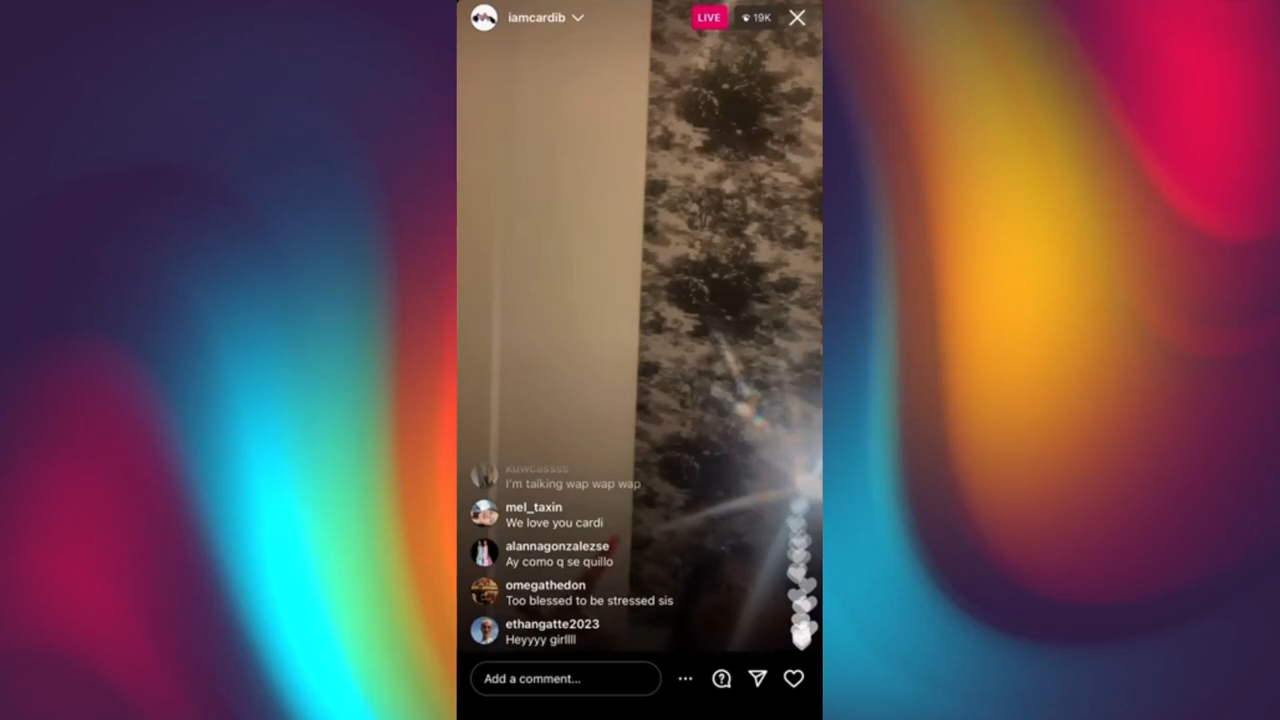 iamcardib
LIVE
19K
kuwcassss
I'm talking wap wap wap
mel_taxin
We love you cardi
alannagonzalezse
Ay como q se quillo
omegathedon
Too blessed to be stressed sis
ethangatte2023
Heyyyy girllll
Add a comment...